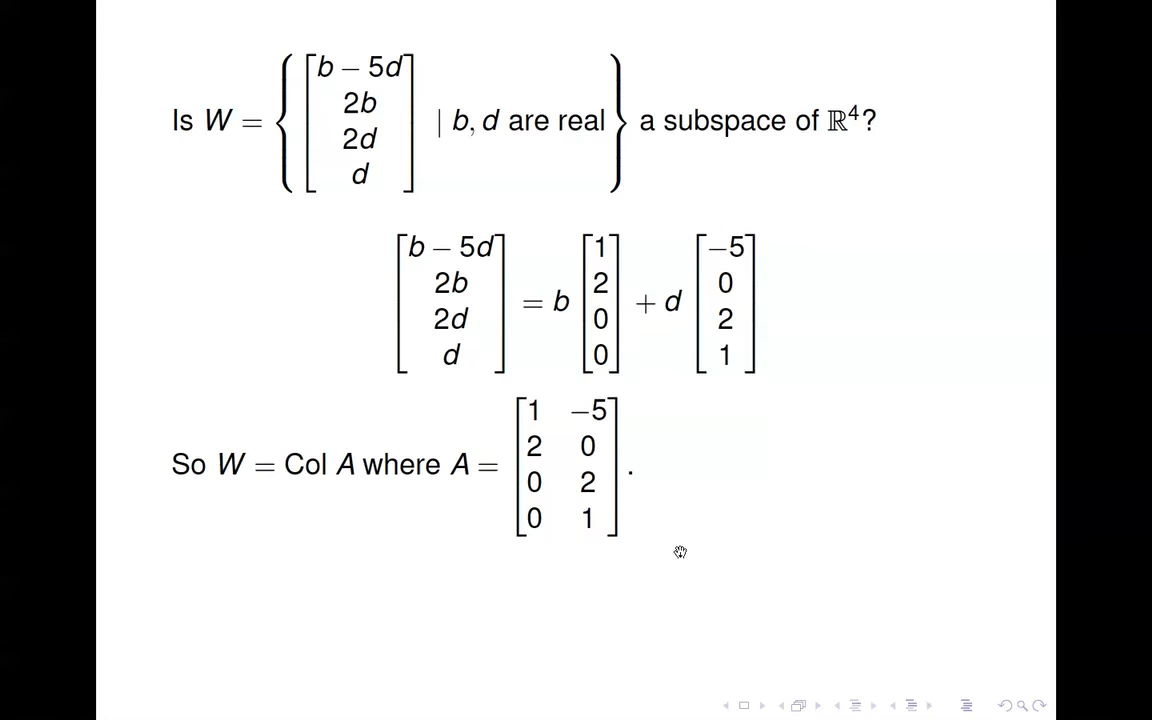 Is W = { [b − 5d; 2b; 2d; d] | b, d are real } a subspace of ℝ⁴?
[b − 5d; 2b; 2d; d] = b [1; 2; 0; 0] + d [−5; 0; 2; 1]
So W = Col A where A = [1 −5; 2 0; 0 2; 0 1].